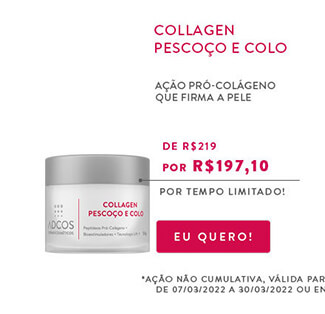 COLLAGEN
PESCOÇO E COLO
AÇÃO PRÓ-COLÁGENO
QUE FIRMA A PELE
DE R$219
POR R$197,10
POR TEMPO LIMITADO!
COLLAGEN
PESCOÇO E COLO
ADCOS
EU QUERO!
*AÇÃO NÃO CUMULATIVA, VÁLIDA PAR
DE 07/03/2022 A 30/03/2022 OU EN